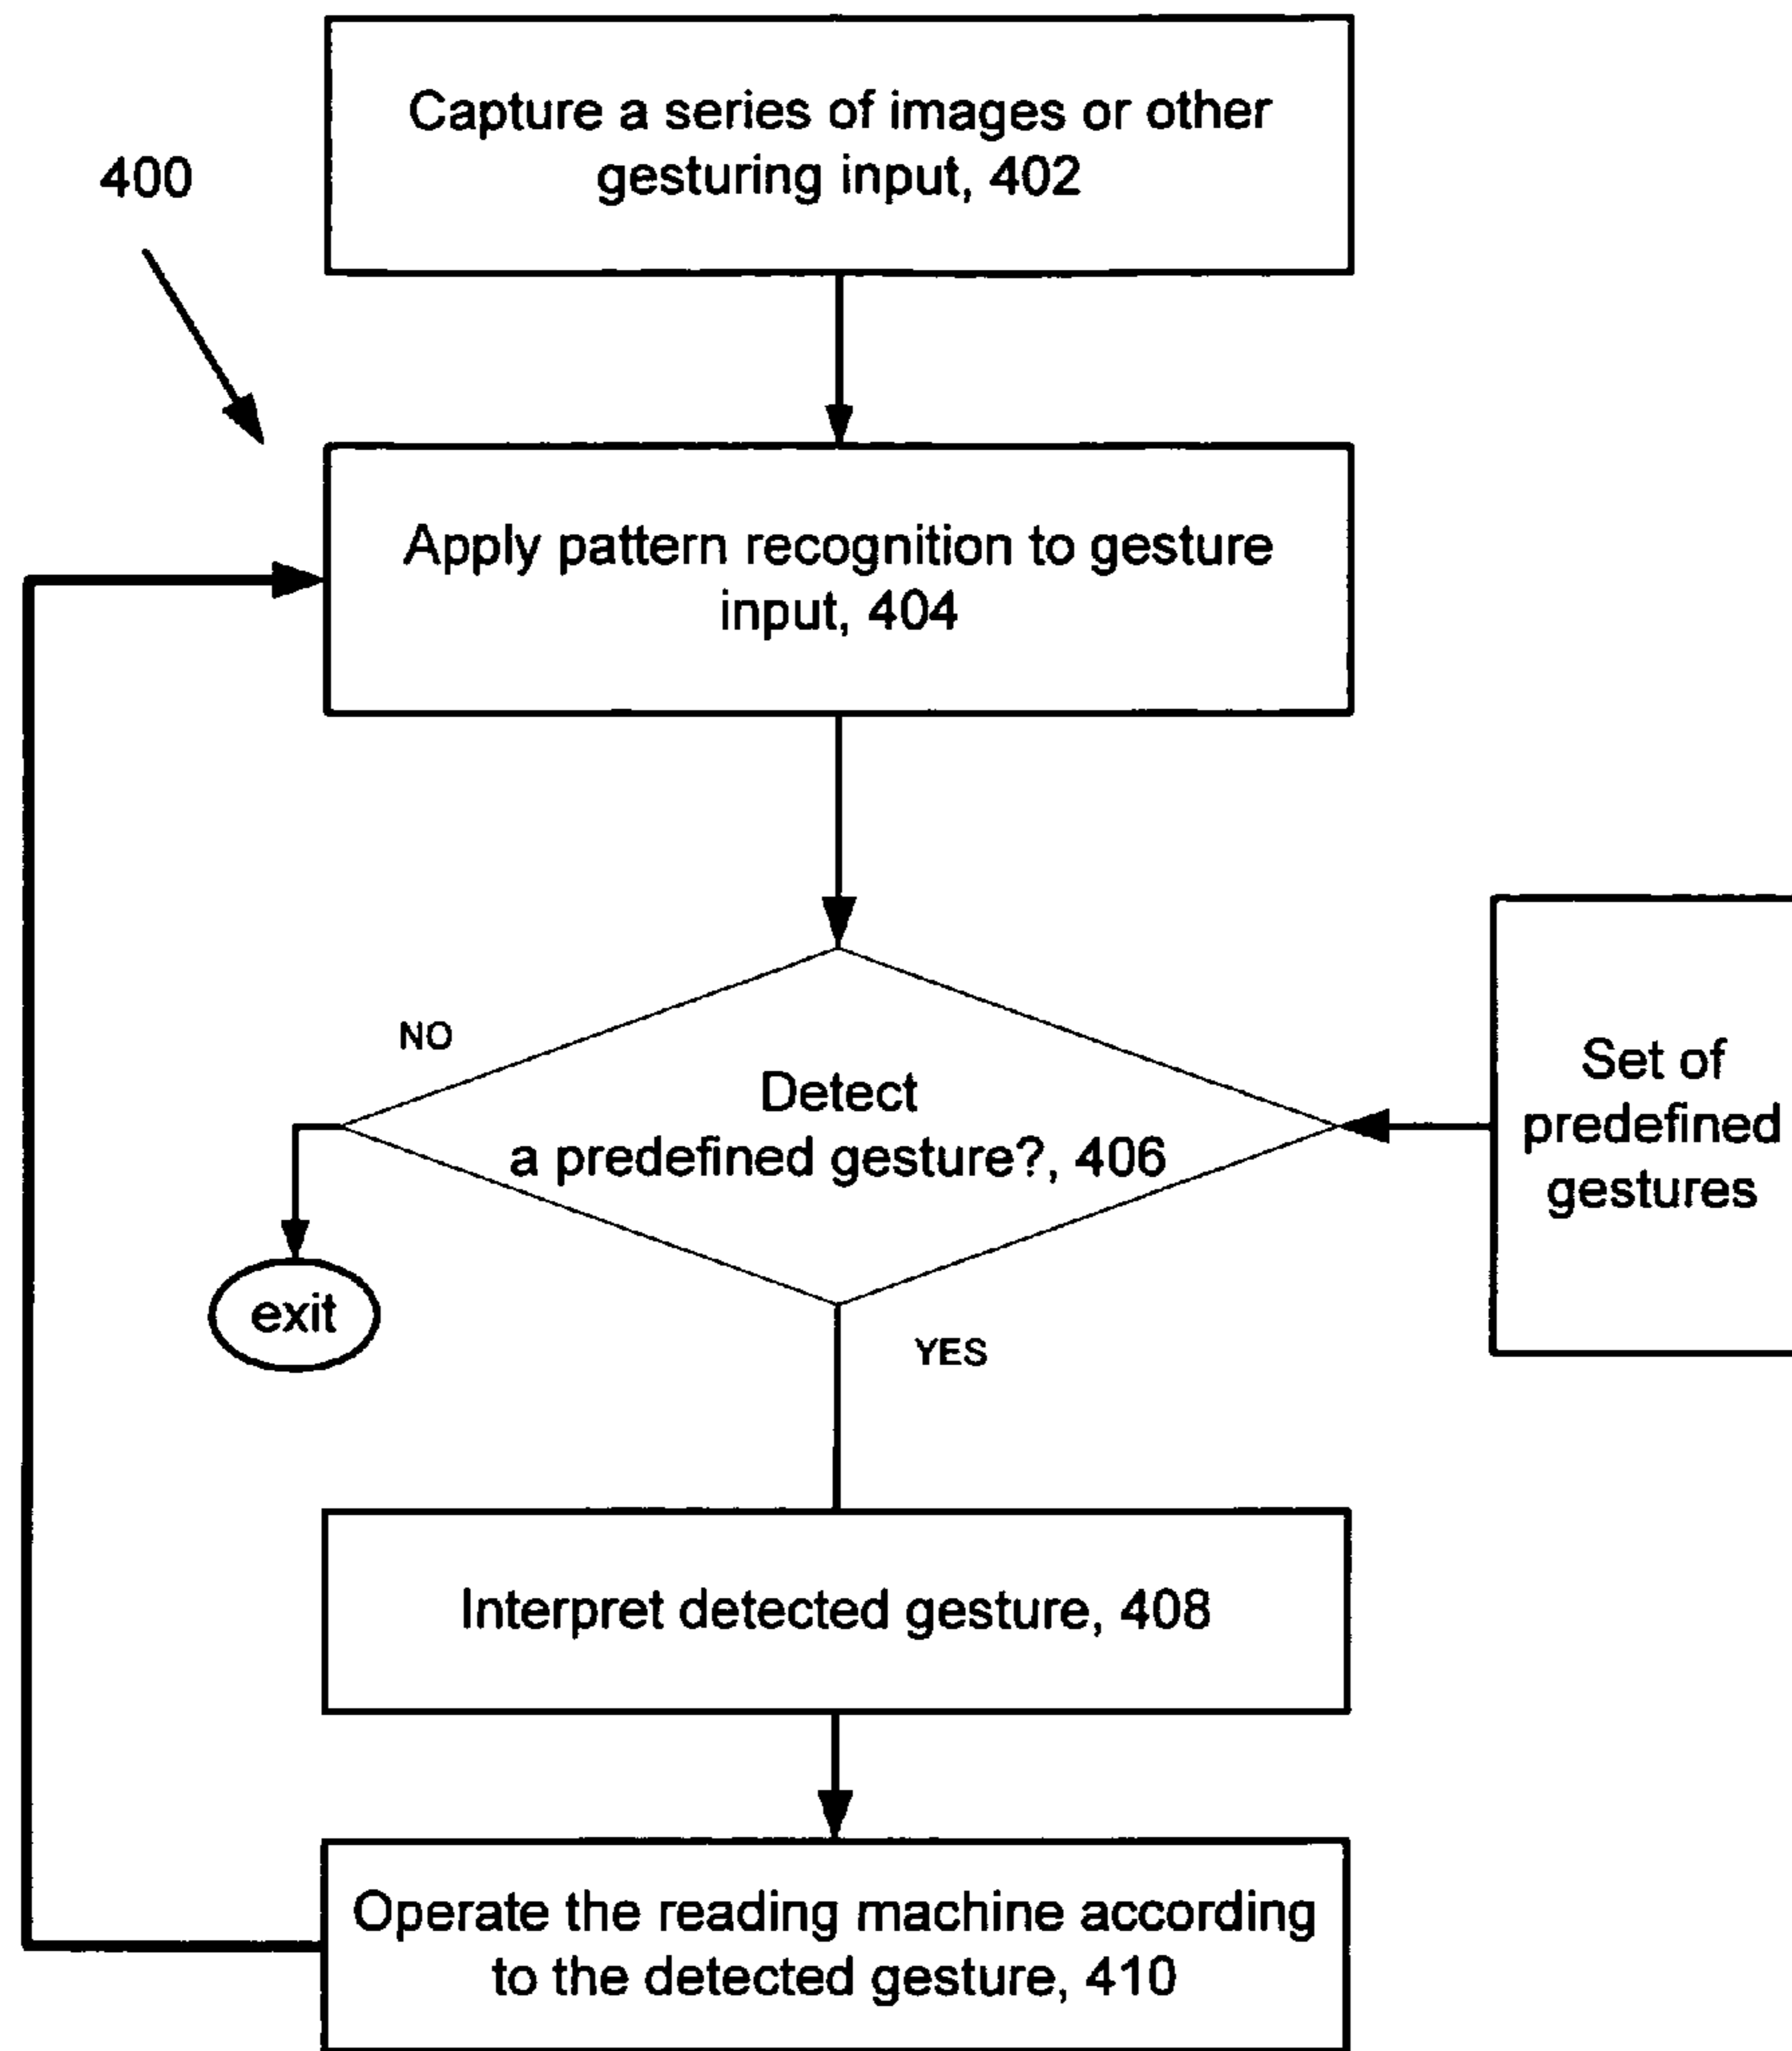 Capture a series of images or other
gesturing input, 402
400
Apply pattern recognition to gesture
input, 404
NO
Detect
a predefined gesture?, 406
Set of
predefined
gestures
exit
YES
Interpret detected gesture, 408
Operate the reading machine according
to the detected gesture, 410